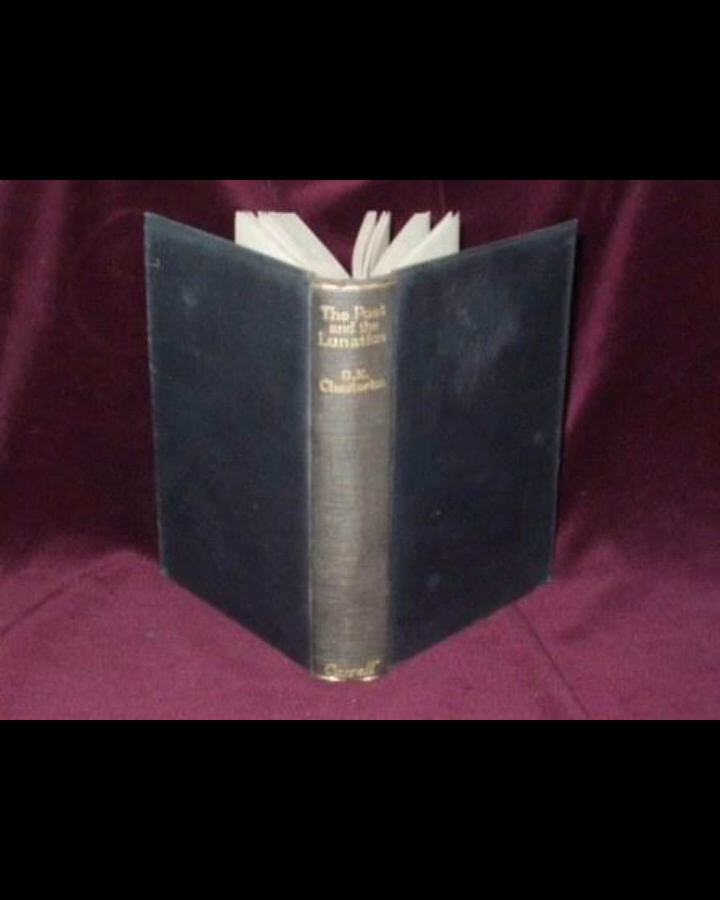 The Poet
and the
Lunatics
G.K.
Chesterton
Cassell